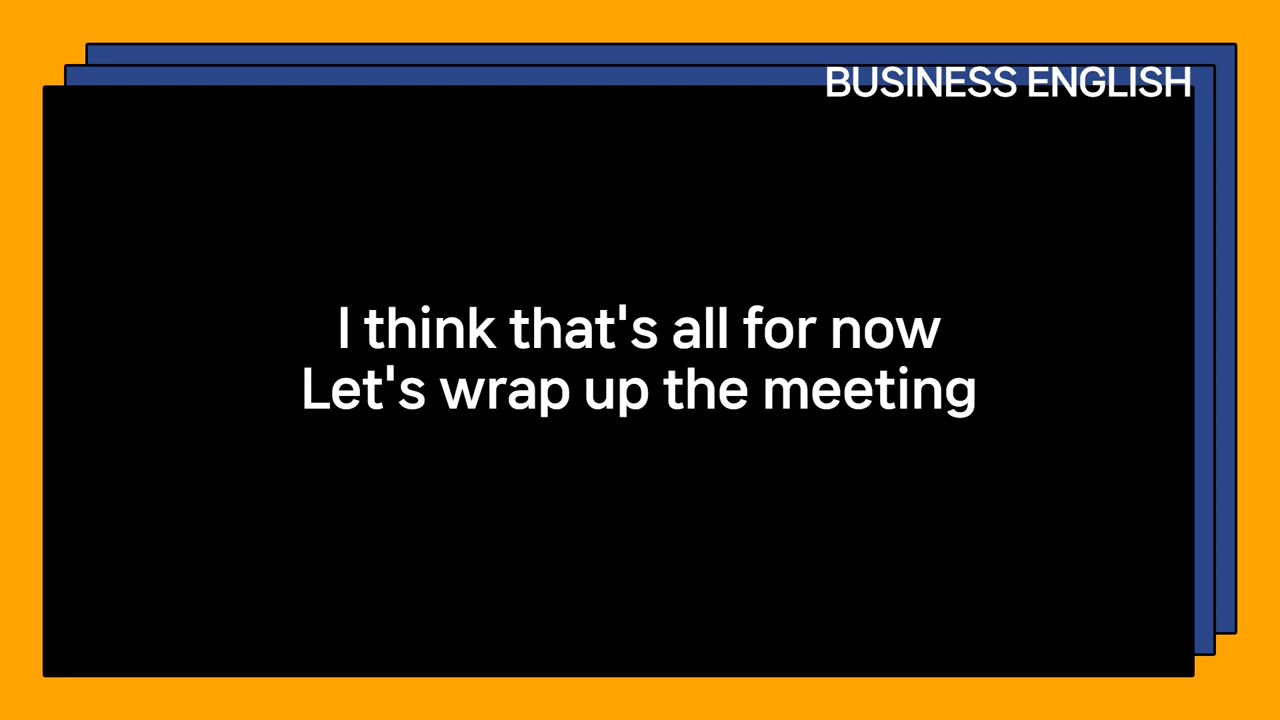 BUSINESS ENGLISH
I think that's all for now
Let's wrap up the meeting